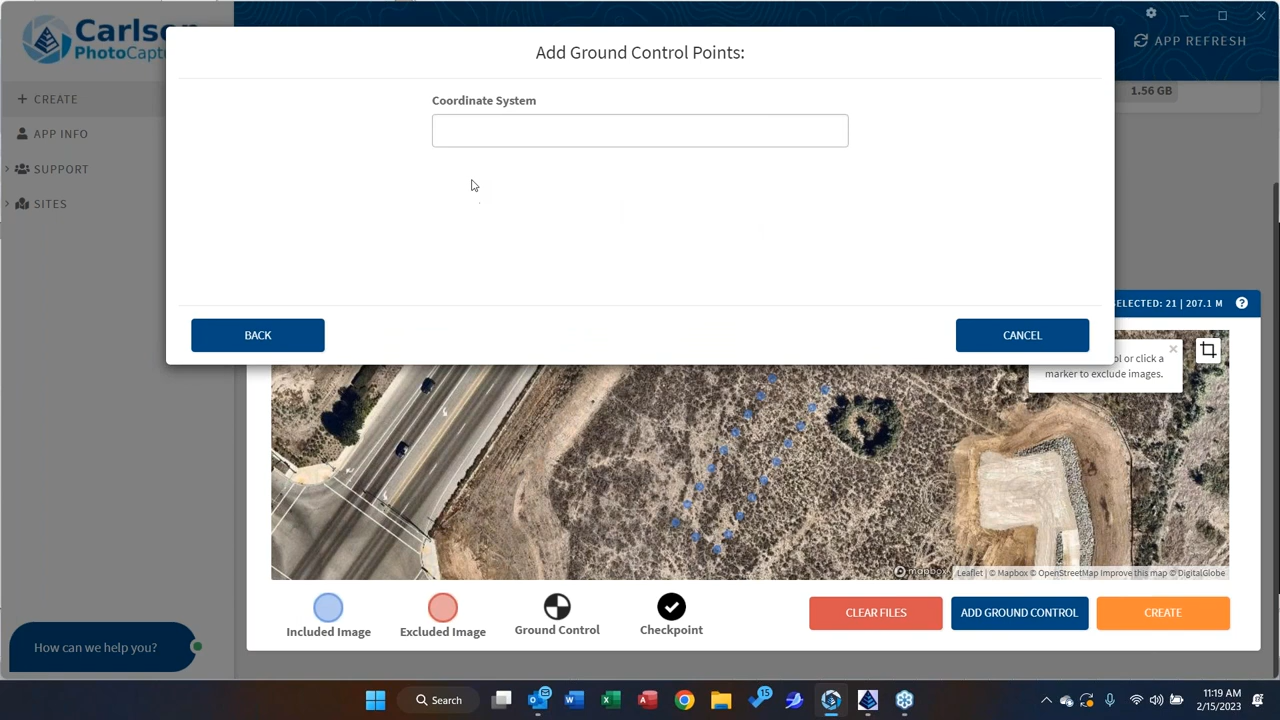 Carlson
PhotoCaptu
APP REFRESH
1.56 GB
CREATE
APP INFO
SUPPORT
SITES
Add Ground Control Points:
Coordinate System
BACK
CANCEL
ELECTED: 21 | 207.1 M
ol or click a
marker to exclude images.
mapbox
Leaflet | © Mapbox © OpenStreetMap Improve this map © DigitalGlobe
Included Image
Excluded Image
Ground Control
Checkpoint
CLEAR FILES
ADD GROUND CONTROL
CREATE
How can we help you?
Search
15
11:19 AM
2/15/2023